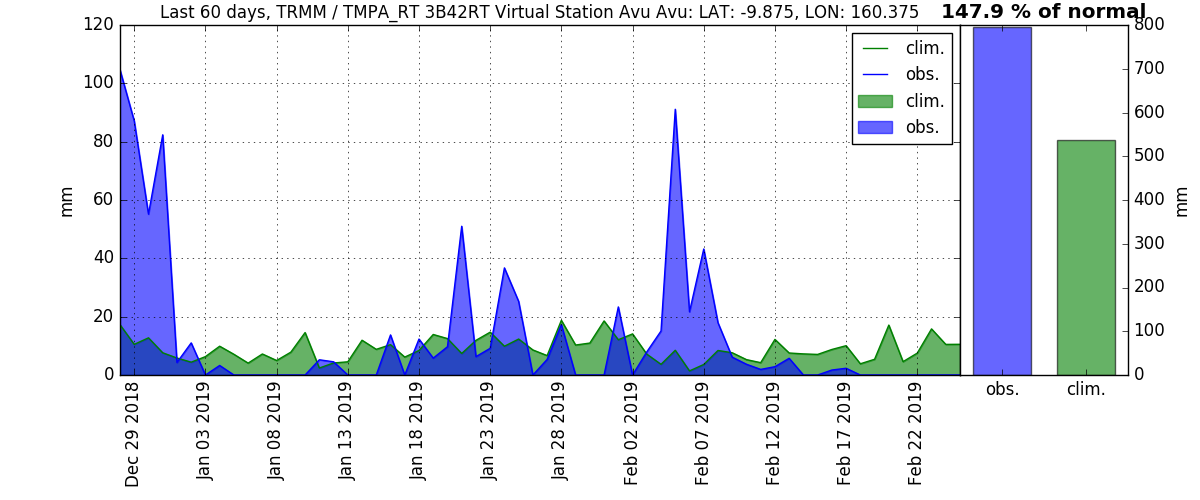 Last 60 days, TRMM / TMPA_RT 3B42RT Virtual Station Avu Avu: LAT: -9.875, LON: 160.375
147.9 % of normal
120
100
80
60
40
20
0
mm
clim.
obs.
clim.
obs.
Dec 29 2018
Jan 03 2019
Jan 08 2019
Jan 13 2019
Jan 18 2019
Jan 23 2019
Jan 28 2019
Feb 02 2019
Feb 07 2019
Feb 12 2019
Feb 17 2019
Feb 22 2019
800
700
600
500
400
300
200
100
0
mm
obs.
clim.